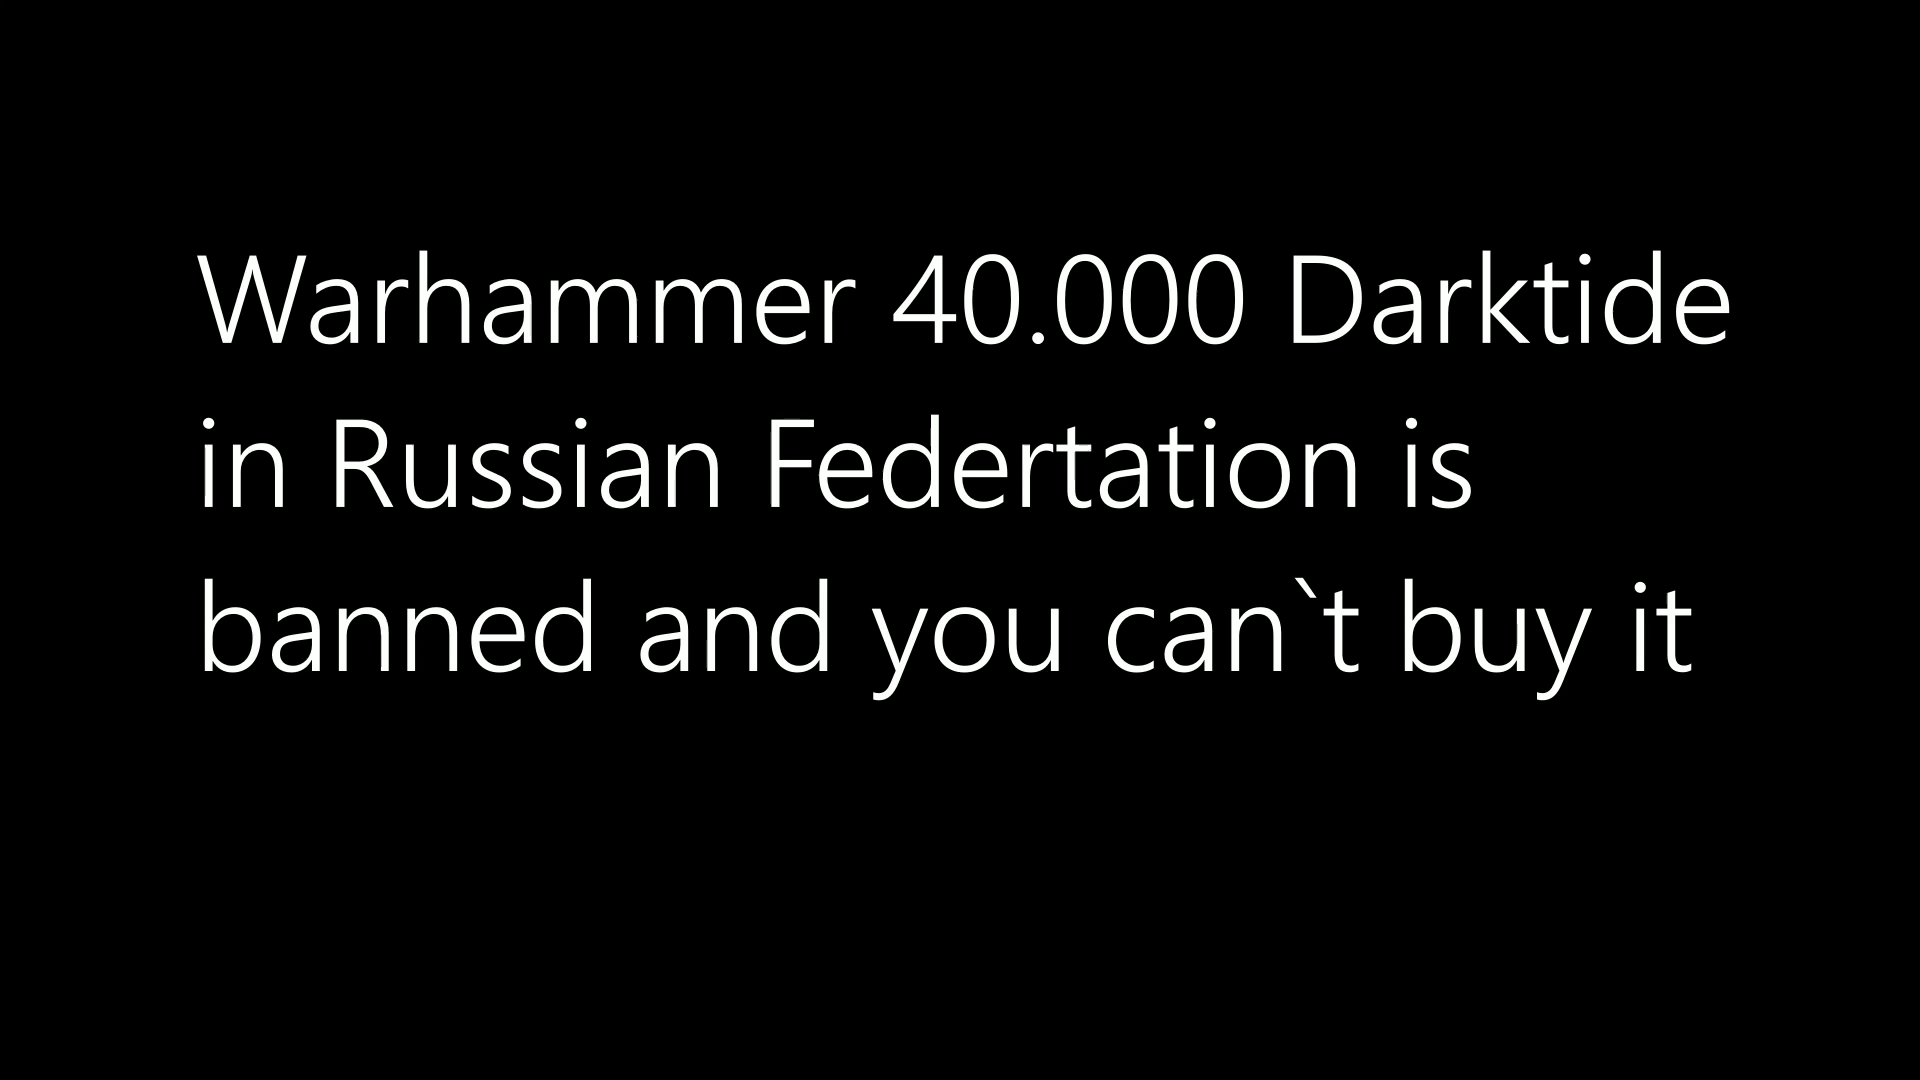 Warhammer 40.000 Darktide
in Russian Federtation is
banned and you can`t buy it